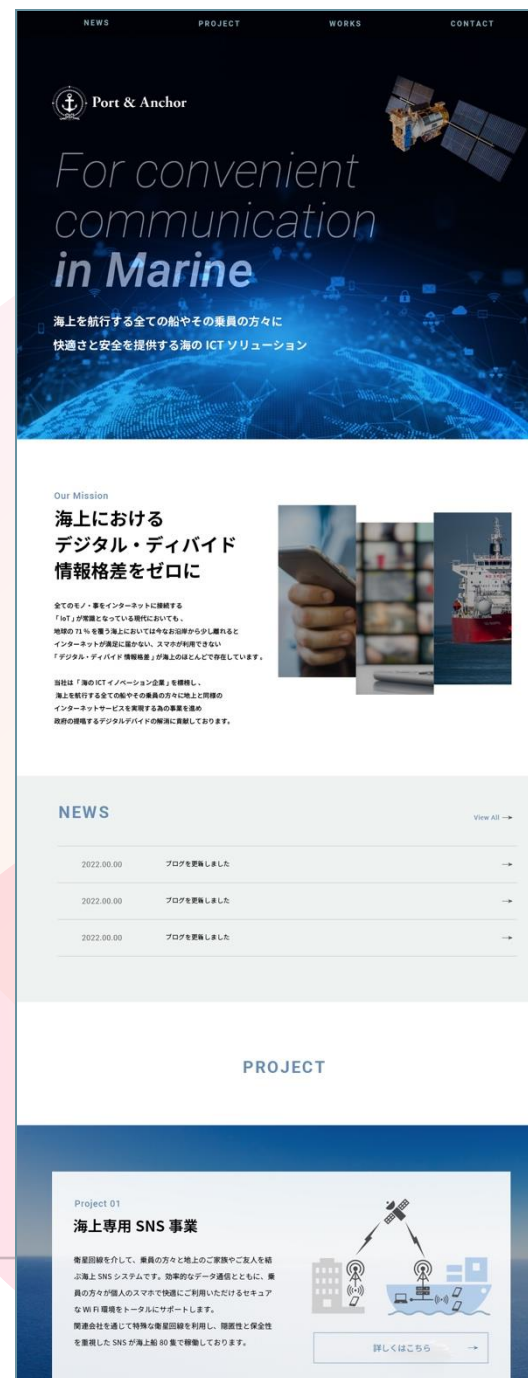 NEWS PROJECT WORKS CONTACT
Port & Anchor
For convenient
communication
in Marine
海上を航行する全ての船やその乗員の方々に
快適さと安全を提供する海の ICT ソリューション
Our Mission
海上における
デジタル・ディバイド
情報格差をゼロに
全てのモノ・事をインターネットに接続する
「IoT」が常識となっている現代においても、
地球の 71 % を覆う海上においては今なお沿岸から少し離れると
インターネットが満足に届かない、スマホが利用できない
「デジタル・ディバイド 情報格差」が海上のほとんどで存在しています。
当社は「海の ICT イノベーション企業」を標榜し、
海上を航行する全ての船やその乗員の方々に地上と同様の
インターネットサービスを実現する為の事業を進め
政府の提唱するデジタルデバイドの解消に貢献しております。
NEWS
View All →
2022.00.00 ブログを更新しました →
2022.00.00 ブログを更新しました →
2022.00.00 ブログを更新しました →
PROJECT
Project 01
海上専用 SNS 事業
衛星回線を介して、乗員の方々と地上のご家族やご友人を結
ぶ海上 SNS システムです。効率的なデータ通信とともに、乗
員の方々が個人のスマホで快適にご利用いただけるセキュア
な Wi Fi 環境をトータルにサポートします。
関連会社を通じて特殊な衛星回線を利用し、隠匿性と保全性
を重視した SNS が海上船 80 隻で稼働しております。
詳しくはこちら →